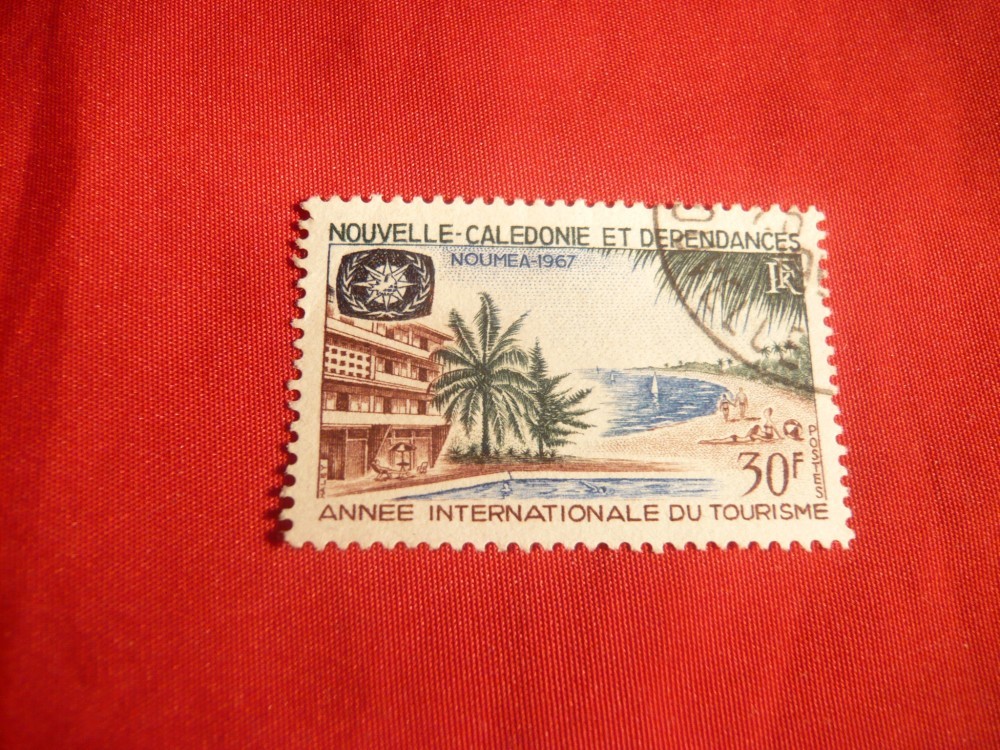 NOUVELLE-CALEDONIE ET DEPENDANCES
NOUMEA-1967
RF
30F
POSTES
ANNEE INTERNATIONALE DU TOURISME